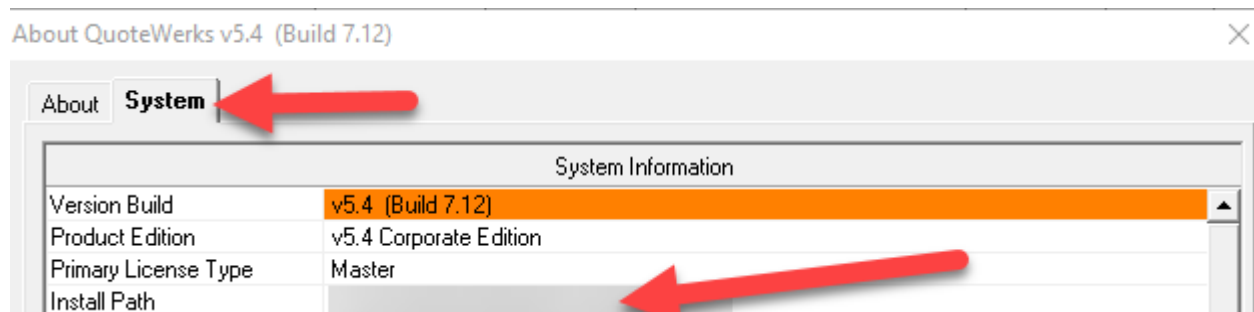 About QuoteWerks v5.4 (Build 7.12)
About System
System Information
Version Build v5.4 (Build 7.12)
Product Edition v5.4 Corporate Edition
Primary License Type Master
Install Path